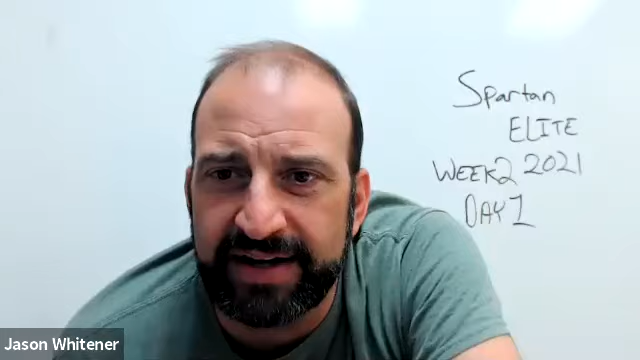 Spartan
ELITE
WEEK2 2021
DAY 1
Jason Whitener